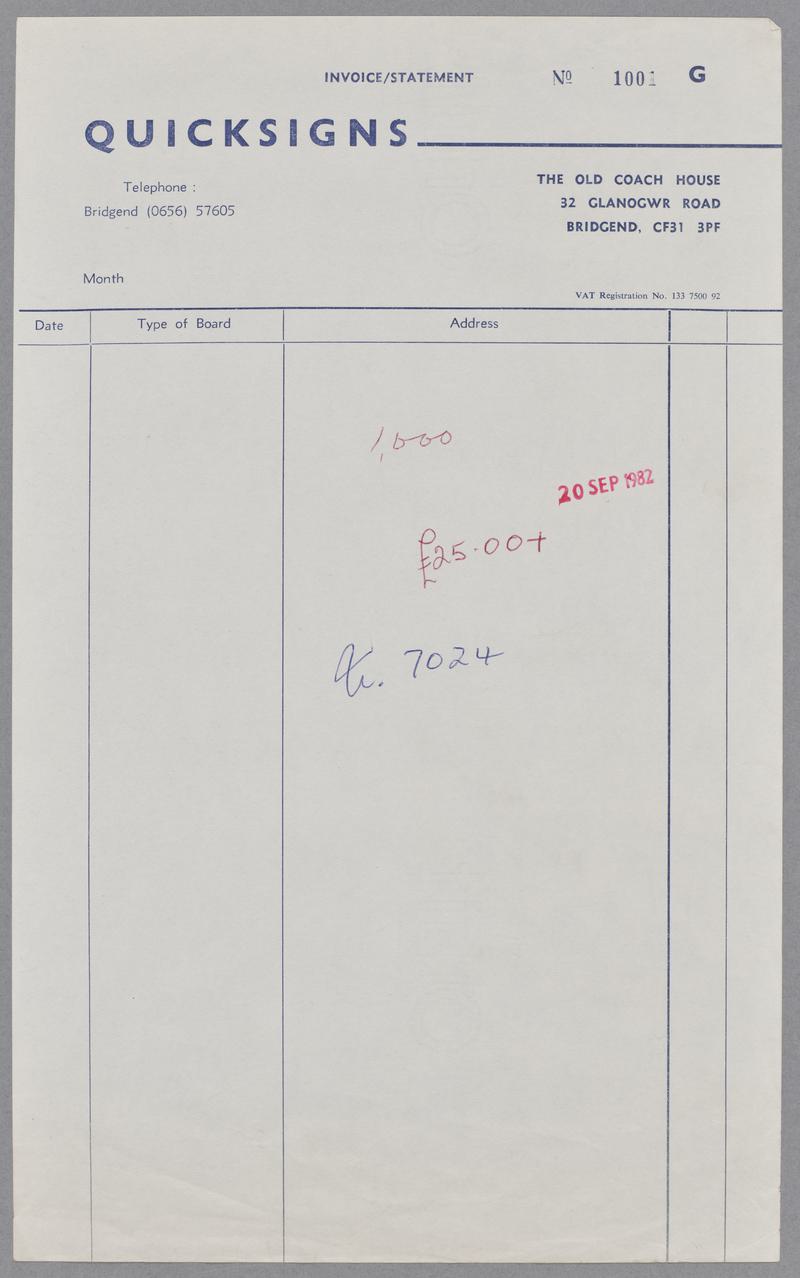 INVOICE/STATEMENT Nº 1001 G
QUICKSIGNS
Telephone :
Bridgend (0656) 57605
THE OLD COACH HOUSE
32 GLANOGWR ROAD
BRIDGEND, CF31 3PF
Month
VAT Registration No. 133 7500 92
Date Type of Board Address
1,000
20 SEP 1982
£25.00+
7024